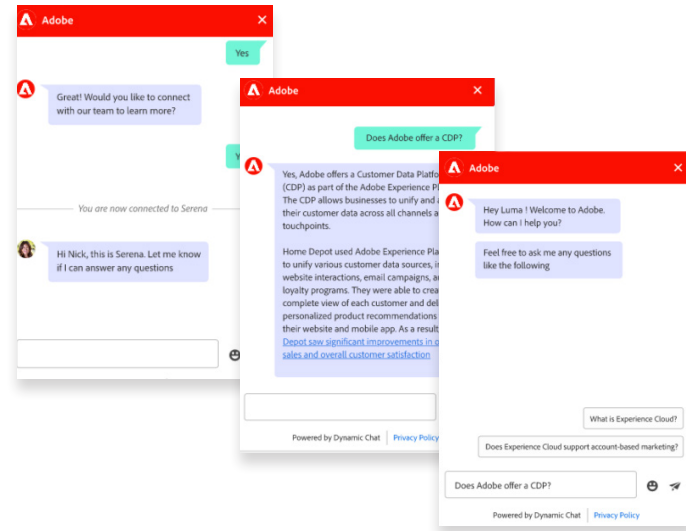 Adobe
Yes
Great! Would you like to connect
with our team to learn more?
You are now connected to Serena
Hi Nick, this is Serena. Let me know
if I can answer any questions
Adobe
Does Adobe offer a CDP?
Yes, Adobe offers a Customer Data
(CDP) as part of the Adobe Experience
The CDP allows businesses to unify and
their customer data across all channels
touchpoints.
Home Depot used Adobe Experience
to unify various customer data sources,
website interactions, email campaigns,
loyalty programs. They were able to
complete view of each customer and
personalized product recommendations
their website and mobile app. As a
Depot saw significant improvements in
sales and overall customer satisfaction
Powered by Dynamic Chat Privacy Policy
Adobe
Hey Luma ! Welcome to Adobe.
How can I help you?
Feel free to ask me any questions
like the following
What is Experience Cloud?
Does Experience Cloud support account-based marketing?
Does Adobe offer a CDP?
Powered by Dynamic Chat Privacy Policy